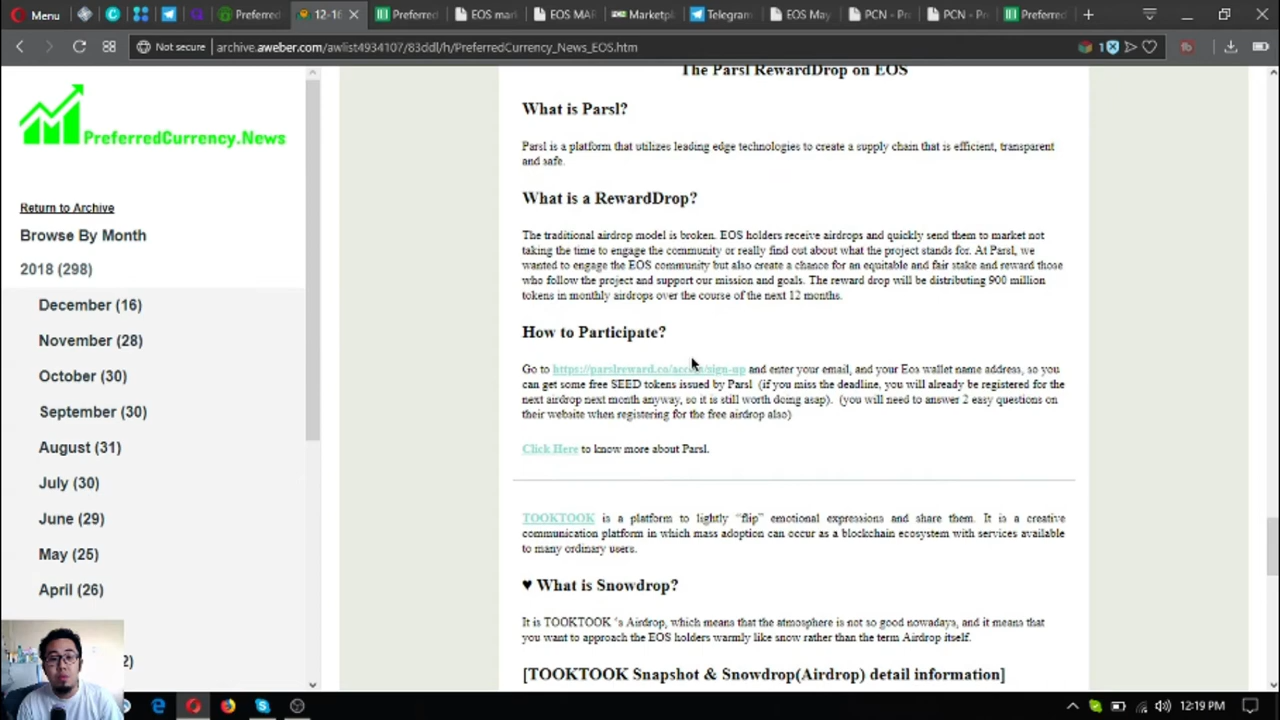 Menu
Preferred
12-16
Preferred
EOS mar
EOS MAR
Marketpl
Telegram
EOS May
PCN - Pr
PCN - Pr
Preferred
Not secure
archive.aweber.com/awlist4934107/83ddl/h/PreferredCurrency_News_EOS.htm
1
PreferredCurrency.News
Return to Archive
Browse By Month
2018 (298)
December (16)
November (28)
October (30)
September (30)
August (31)
July (30)
June (29)
May (25)
April (26)
2)
The Parsl RewardDrop on EOS
What is Parsl?
Parsl is a platform that utilizes leading edge technologies to create a supply chain that is efficient, transparent
and safe.
What is a RewardDrop?
The traditional airdrop model is broken. EOS holders receive airdrops and quickly send them to market not
taking the time to engage the community or really find out about what the project stands for. At Parsl, we
wanted to engage the EOS community but also create a chance for an equitable and fair stake and reward those
who follow the project and support our mission and goals. The reward drop will be distributing 900 million
tokens in monthly airdrops over the course of the next 12 months.
How to Participate?
Go to https://parslreward.co/access/sign-up and enter your email, and your Eos wallet name address, so you
can get some free SEED tokens issued by Parsl (if you miss the deadline, you will already be registered for the
next airdrop next month anyway, so it is still worth doing asap). (you will need to answer 2 easy questions on
their website when registering for the free airdrop also)
Click Here to know more about Parsl.
TOOKTOOK is a platform to lightly “flip” emotional expressions and share them. It is a creative
communication platform in which mass adoption can occur as a blockchain ecosystem with services available
to many ordinary users.
♥ What is Snowdrop?
It is TOOKTOOK ‘s Airdrop, which means that the atmosphere is not so good nowadays, and it means that
you want to approach the EOS holders warmly like snow rather than the term Airdrop itself.
[TOOKTOOK Snapshot & Snowdrop(Airdrop) detail information]
12:19 PM